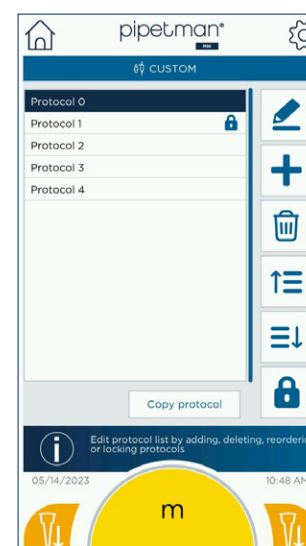 pipetman®
M96
CUSTOM
Protocol 0
Protocol 1
Protocol 2
Protocol 3
Protocol 4
Copy protocol
i
Edit protocol list by adding, deleting, reordering
or locking protocols
05/14/2023
10:48 AM
m